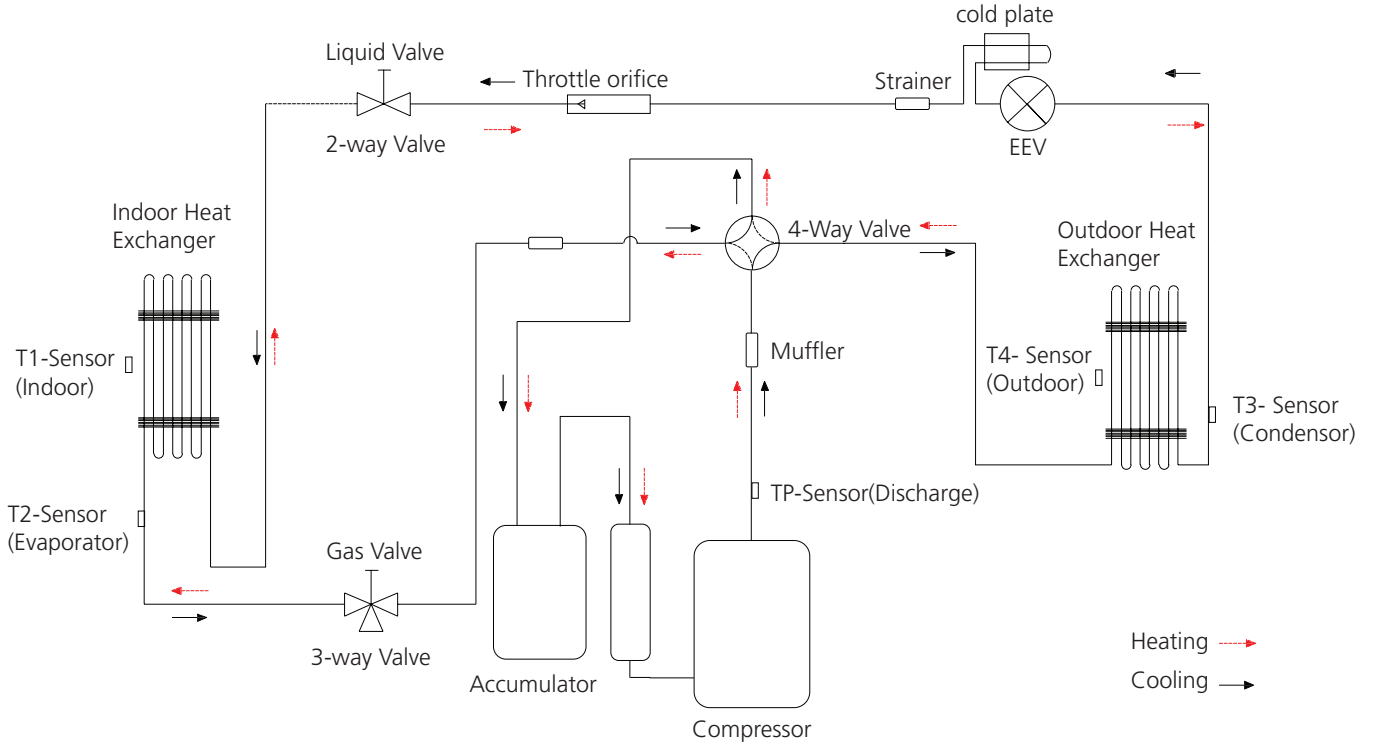 cold plate
Liquid Valve
Throttle orifice
Strainer
2-way Valve
EEV
Indoor Heat
Exchanger
4-Way Valve
Outdoor Heat
Exchanger
T1-Sensor
(Indoor)
Muffler
T4- Sensor
(Outdoor)
T3- Sensor
(Condensor)
TP-Sensor(Discharge)
T2-Sensor
(Evaporator)
Gas Valve
3-way Valve
Accumulator
Compressor
Heating
Cooling